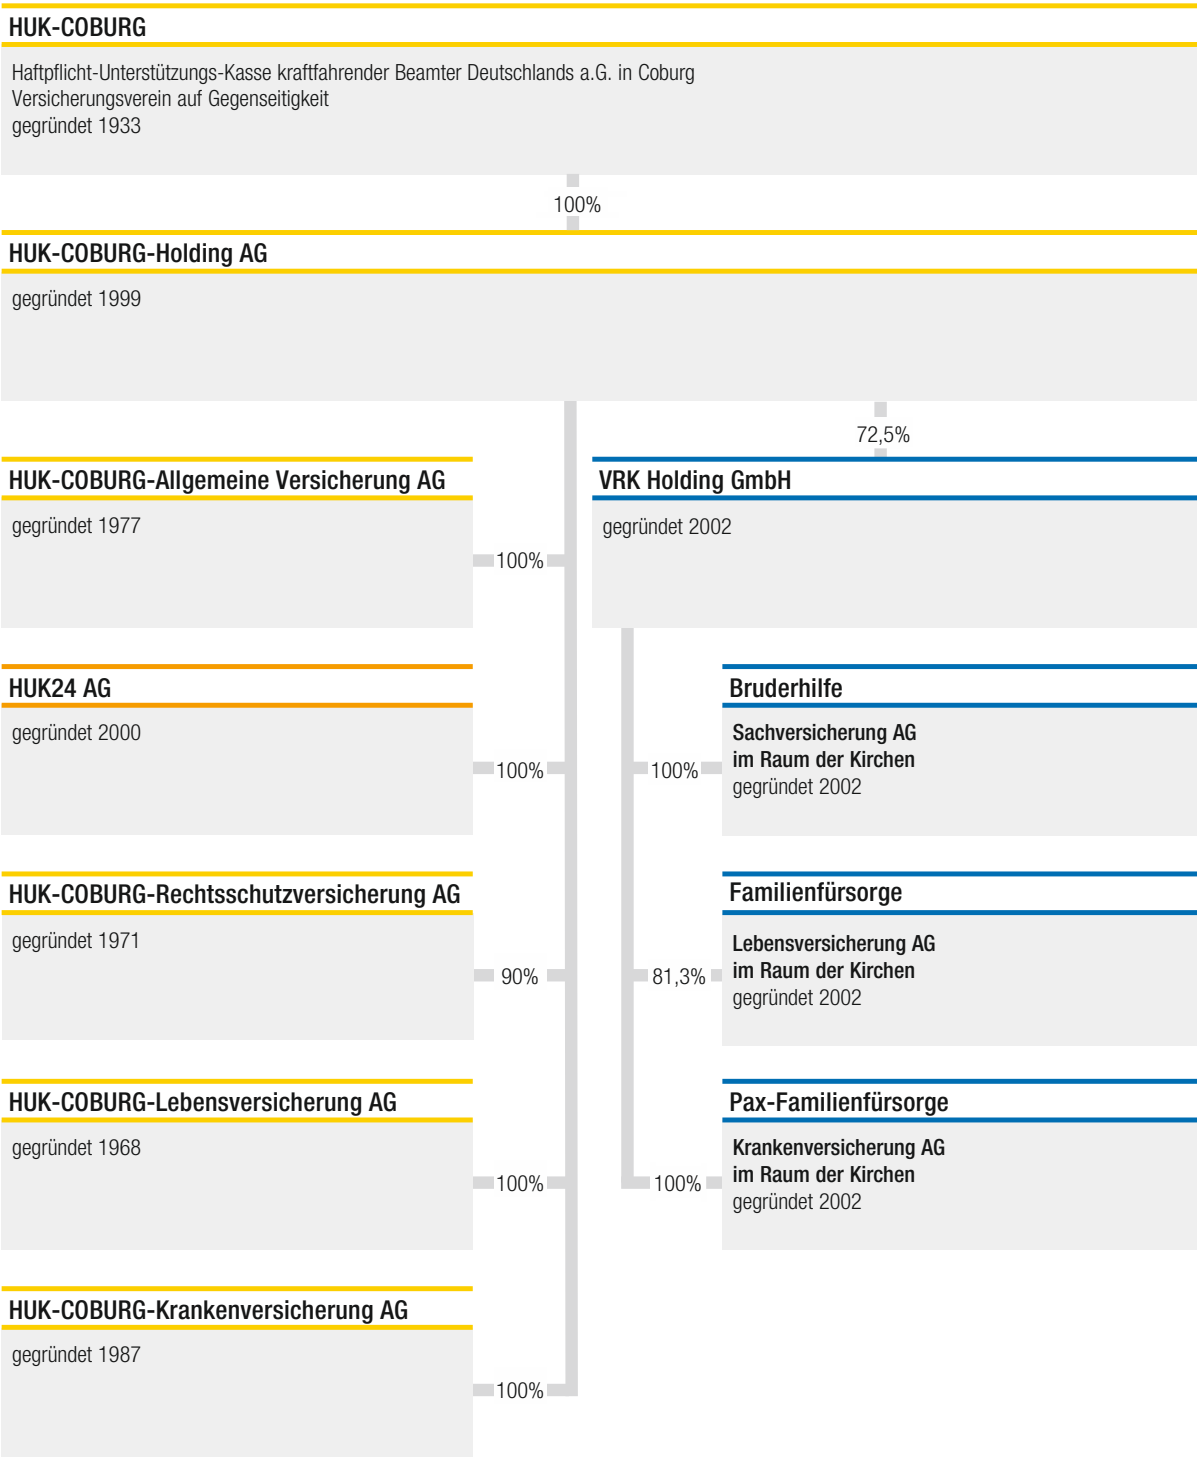 HUK-COBURG
Haftpflicht-Unterstützungs-Kasse kraftfahrender Beamter Deutschlands a.G. in Coburg
Versicherungsverein auf Gegenseitigkeit
gegründet 1933
100%
HUK-COBURG-Holding AG
gegründet 1999
72,5%
HUK-COBURG-Allgemeine Versicherung AG
gegründet 1977
100%
HUK24 AG
gegründet 2000
100%
HUK-COBURG-Rechtsschutzversicherung AG
gegründet 1971
90%
HUK-COBURG-Lebensversicherung AG
gegründet 1968
100%
HUK-COBURG-Krankenversicherung AG
gegründet 1987
100%
VRK Holding GmbH
gegründet 2002
100%
Bruderhilfe
Sachversicherung AG
im Raum der Kirchen
gegründet 2002
81,3%
Familienfürsorge
Lebensversicherung AG
im Raum der Kirchen
gegründet 2002
100%
Pax-Familienfürsorge
Krankenversicherung AG
im Raum der Kirchen
gegründet 2002